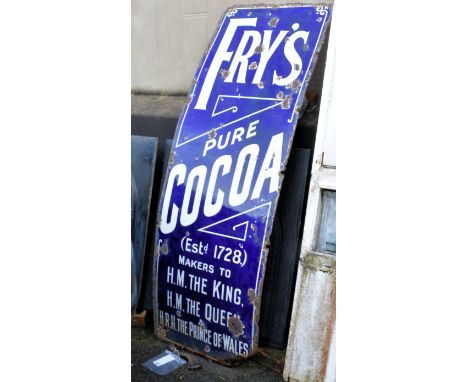 FRY'S
PURE
COCOA
(Estd 1728)
MAKERS TO
H.M. THE KING,
H.M. THE QUEEN,
H.R.H. THE PRINCE OF WALES